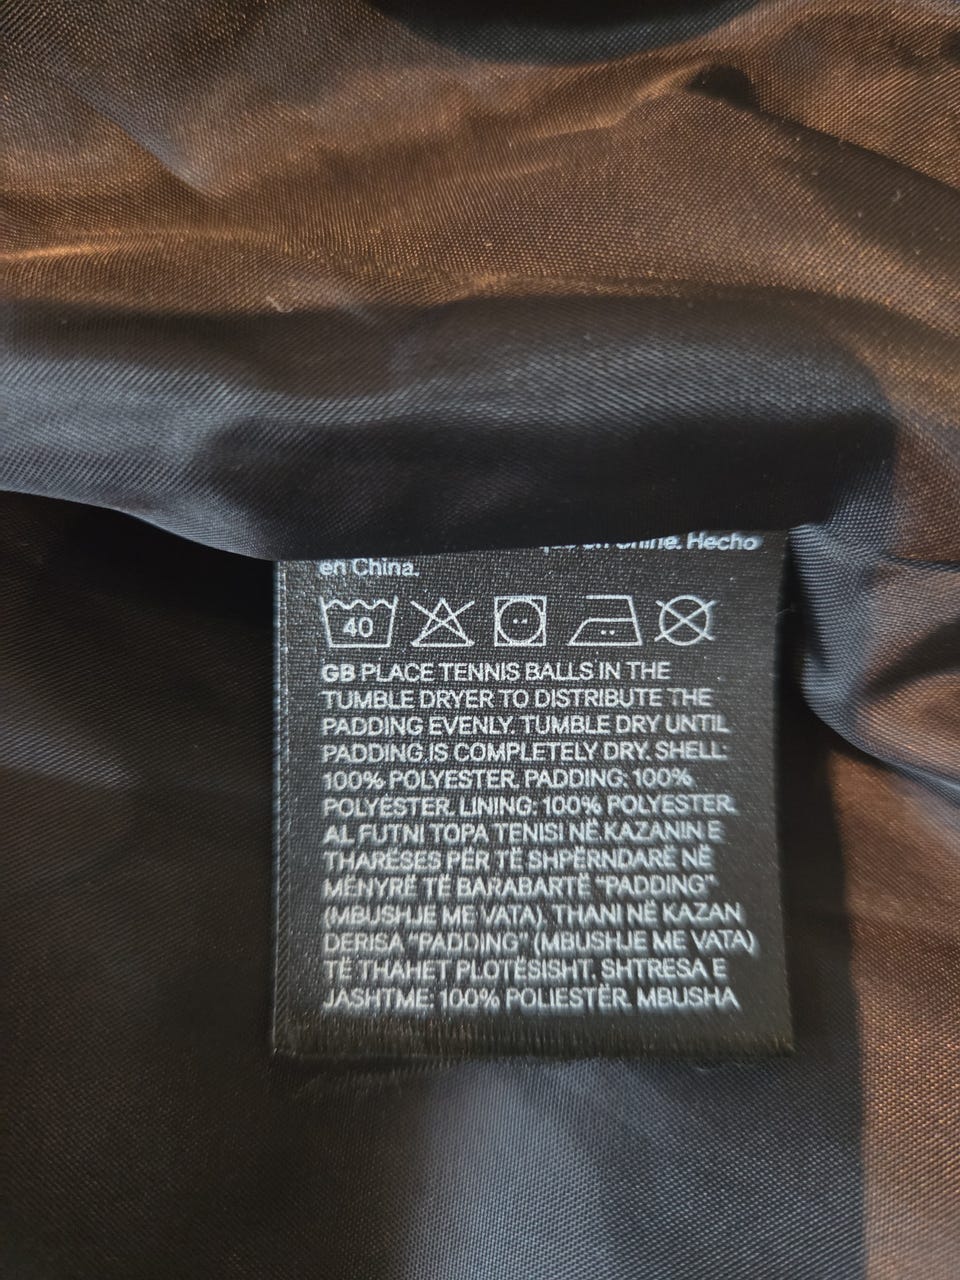 Hecho
en China.
40
GB PLACE TENNIS BALLS IN THE
TUMBLE DRYER TO DISTRIBUTE THE
PADDING EVENLY. TUMBLE DRY UNTIL
PADDING IS COMPLETELY DRY. SHELL:
100% POLYESTER. PADDING: 100%
POLYESTER. LINING: 100% POLYESTER.
AL FUTNI TOPA TENISI NË KAZANIN E
THARËSES PËR TË SHPËRNDARË NË
MËNYRË TË BARABARTË "PADDING"
(MBUSHJE ME VATA). THANI NË KAZAN
DERISA "PADDING" (MBUSHJE ME VATA)
TË THAHET PLOTËSISHT. SHTRESA E
JASHTME: 100% POLIESTËR. MBUSHA